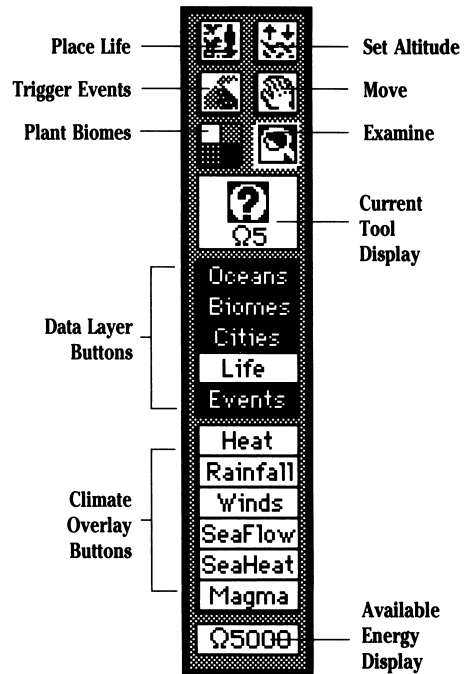 Place Life
Set Altitude
Trigger Events
Move
Plant Biomes
Examine
?
Ω5
Current
Tool
Display
Oceans
Biomes
Cities
Life
Events
Data Layer
Buttons
Heat
Rainfall
Winds
SeaFlow
SeaHeat
Magma
Climate
Overlay
Buttons
Ω5000
Available
Energy
Display